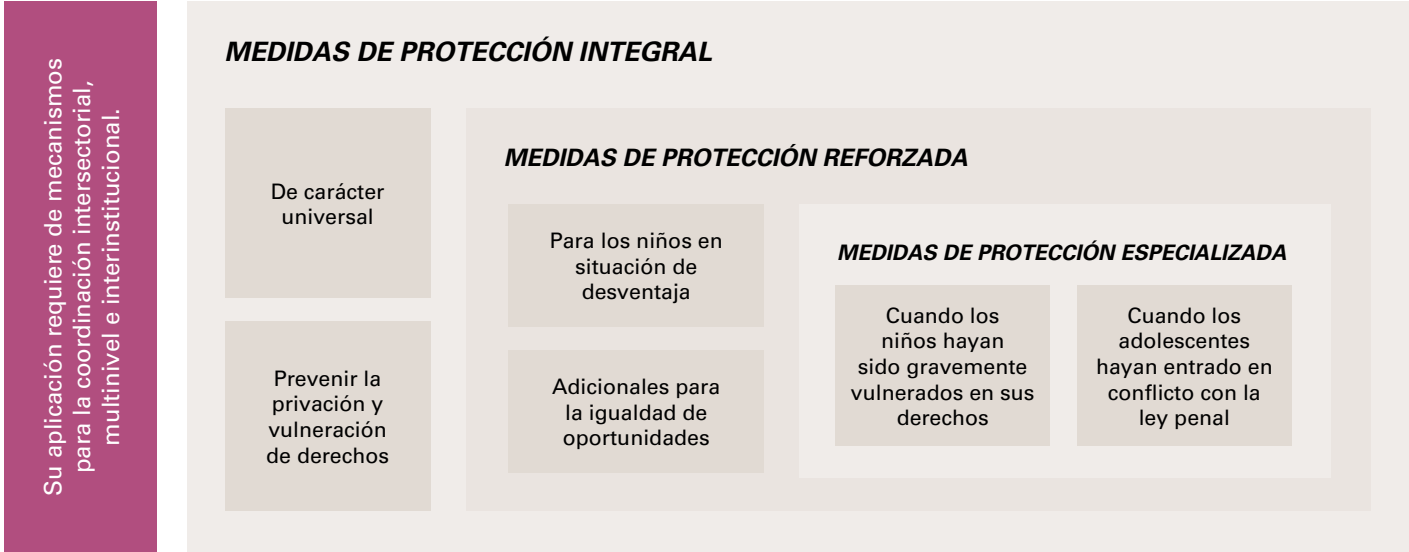 Su aplicación requiere de mecanismos
para la coordinación intersectorial,
multinivel e interinstitucional.
MEDIDAS DE PROTECCIÓN INTEGRAL
De carácter
universal
Prevenir la
privación y
vulneración
de derechos
MEDIDAS DE PROTECCIÓN REFORZADA
Para los niños en
situación de
desventaja
Adicionales para
la igualdad de
oportunidades
MEDIDAS DE PROTECCIÓN ESPECIALIZADA
Cuando los
niños hayan
sido gravemente
vulnerados en sus
derechos
Cuando los
adolescentes
hayan entrado en
conflicto con la
ley penal